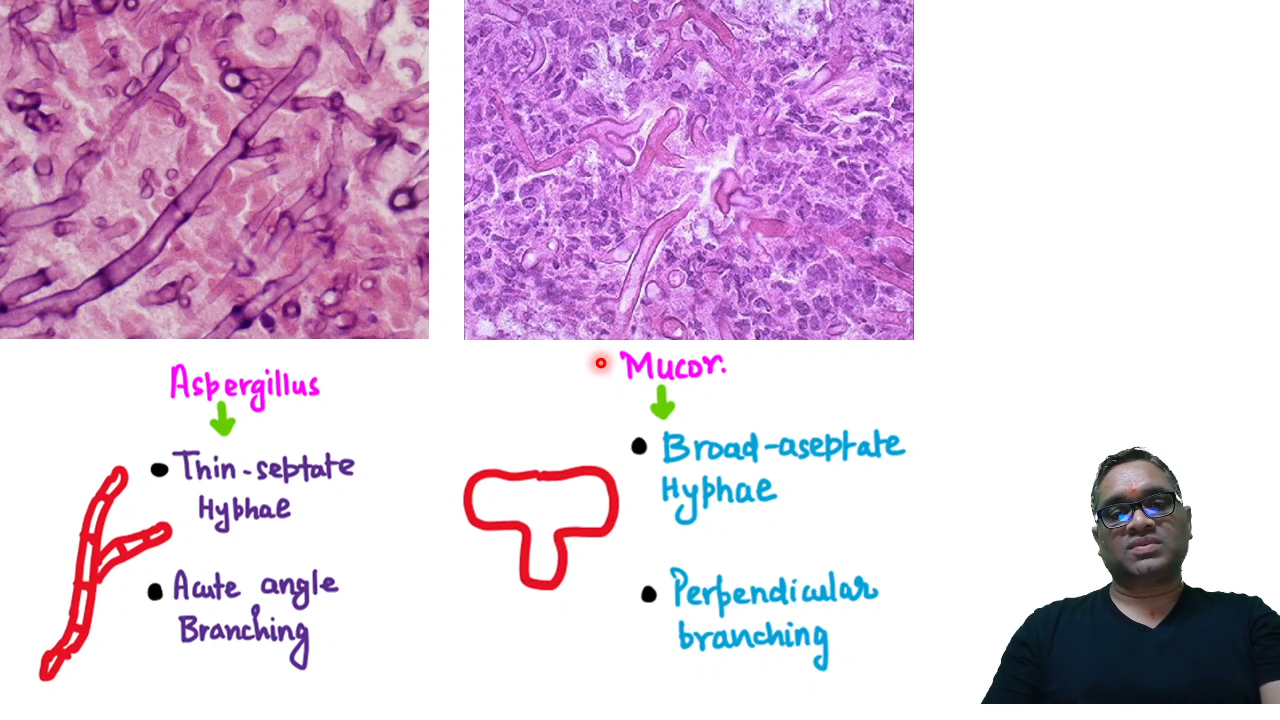 Aspergillus
Thin-septate
Hyphae
Acute angle
Branching
Mucor.
Broad-aseptate
Hyphae
Perpendicular
branching